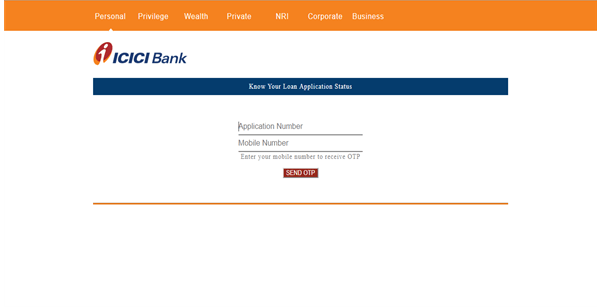 Personal Privilege Wealth Private NRI Corporate Business
ICICI Bank
Know Your Loan Application Status
Application Number
Mobile Number
Enter your mobile number to receive OTP
SEND OTP